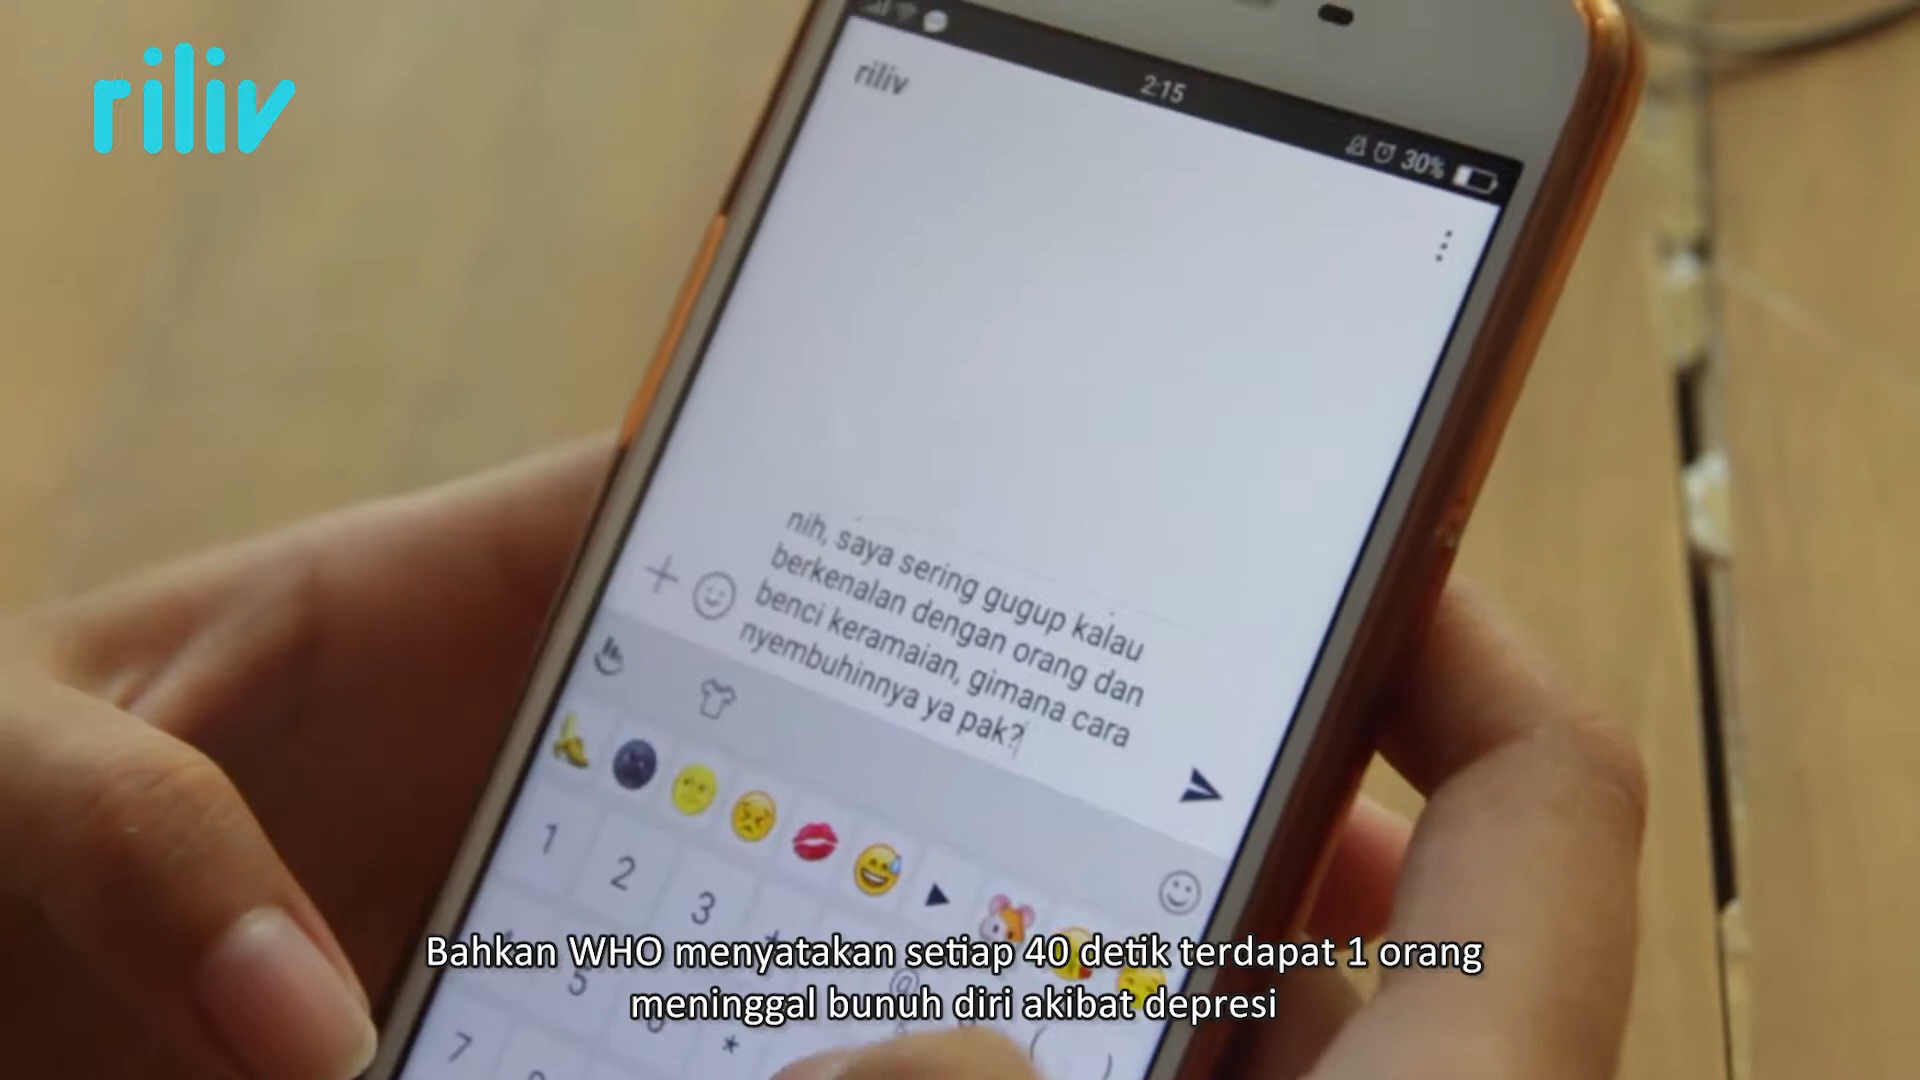 riliv
riliv
2:15
30%
nih, saya sering gugup kalau
berkenalan dengan orang dan
benci keramaian, gimana cara
nyembuhinnya ya pak?
1
2
3
5
7
*
Bahkan WHO menyatakan setiap 40 detik terdapat 1 orang
meninggal bunuh diri akibat depresi